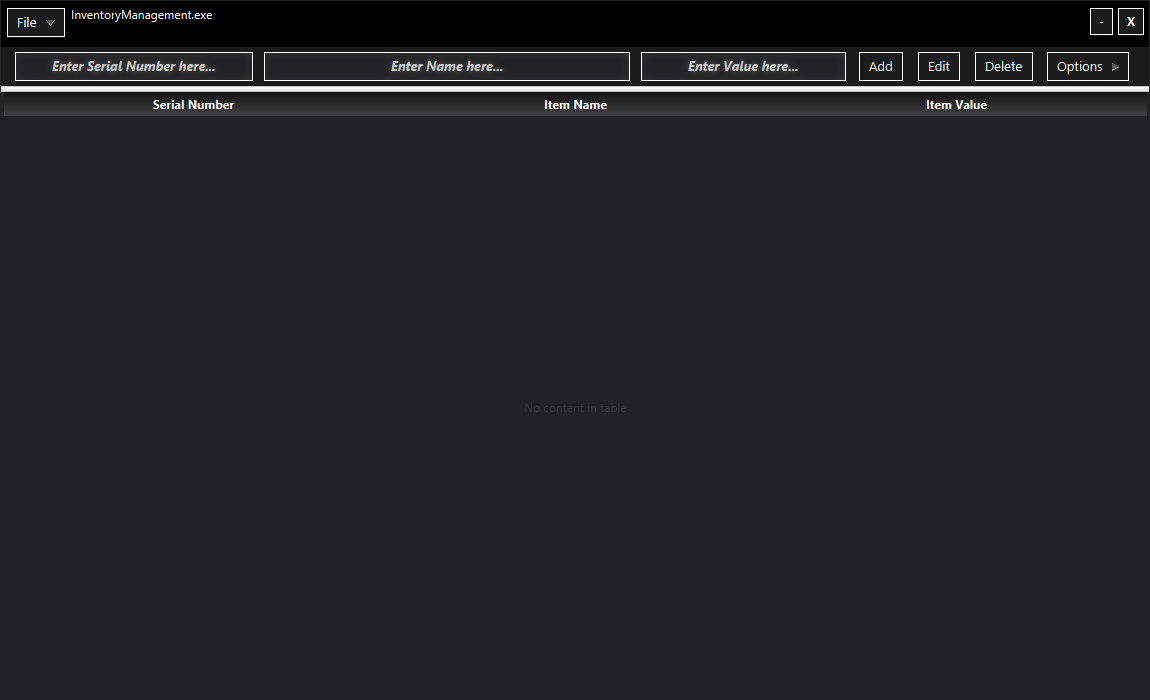 File InventoryManagement.exe - X
Enter Serial Number here... Enter Name here... Enter Value here... Add Edit Delete Options
Serial Number Item Name Item Value
No content in table